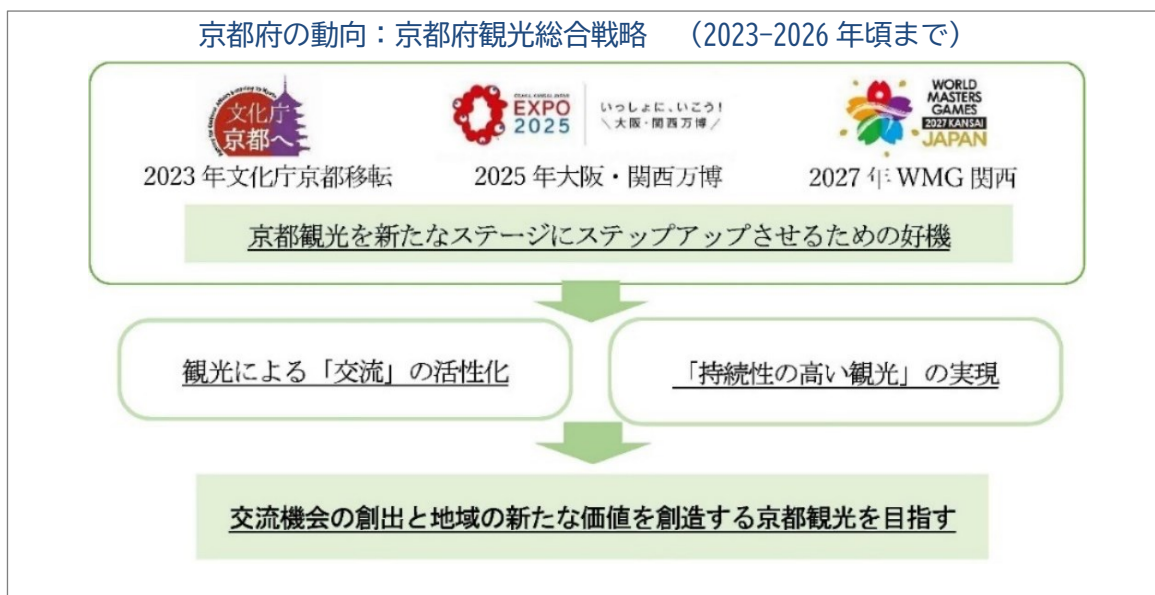 京都府の動向：京都府観光総合戦略　（2023-2026 年頃まで）
文化庁
京都へ
EXPO
2025
いっしょに、いこう！
＼大阪・関西万博／
WORLD
MASTERS
GAMES
2027 KANSAI
JAPAN
2023 年文化庁京都移転
2025 年大阪・関西万博
2027 年 WMG 関西
京都観光を新たなステージにステップアップさせるための好機
観光による「交流」の活性化
「持続性の高い観光」の実現
交流機会の創出と地域の新たな価値を創造する京都観光を目指す